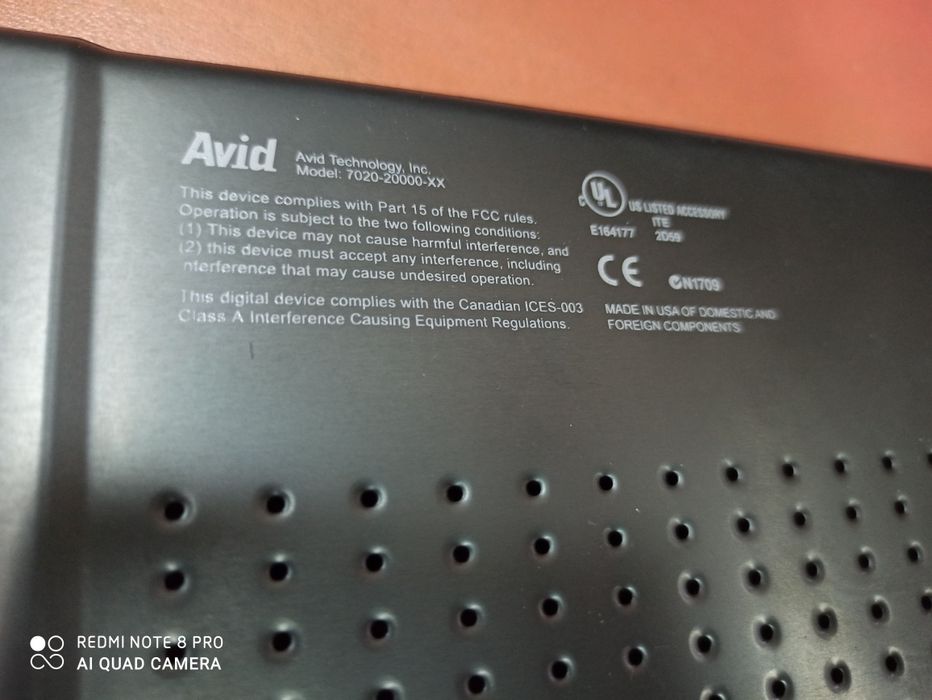 Avid
Avid Technology, Inc.
Model: 7020-20000-XX
This device complies with Part 15 of the FCC rules.
Operation is subject to the two following conditions:
(1) This device may not cause harmful interference, and
(2) this device must accept any interference, including
nterference that may cause undesired operation.
This digital device complies with the Canadian ICES-003
Class A Interference Causing Equipment Regulations.
C UL US LISTED ACCESSORY
ITE
E164177 2D59
CE N1709
MADE IN USA OF DOMESTIC AND
FOREIGN COMPONENTS
REDMI NOTE 8 PRO
AI QUAD CAMERA